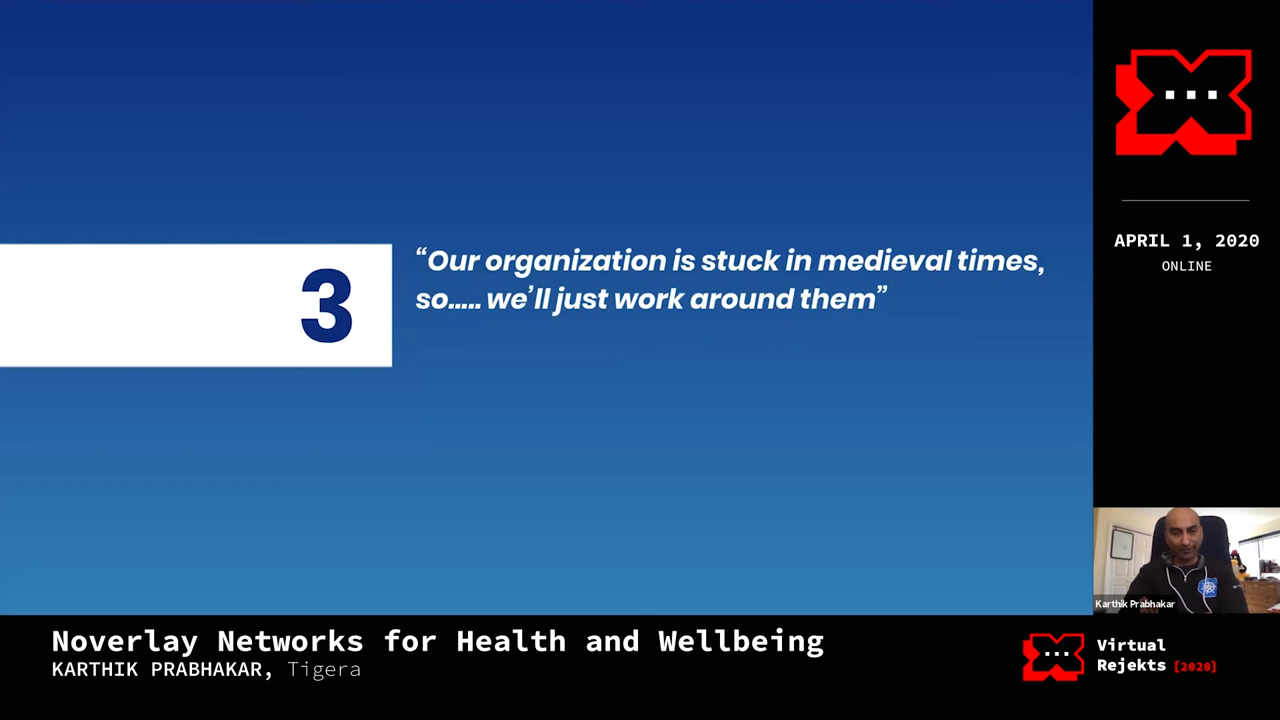 3
“Our organization is stuck in medieval times,
so..... we’ll just work around them”
APRIL 1, 2020
ONLINE
Karthik Prabhakar
Noverlay Networks for Health and Wellbeing
KARTHIK PRABHAKAR, Tigera
Virtual
Rejekts [2020]